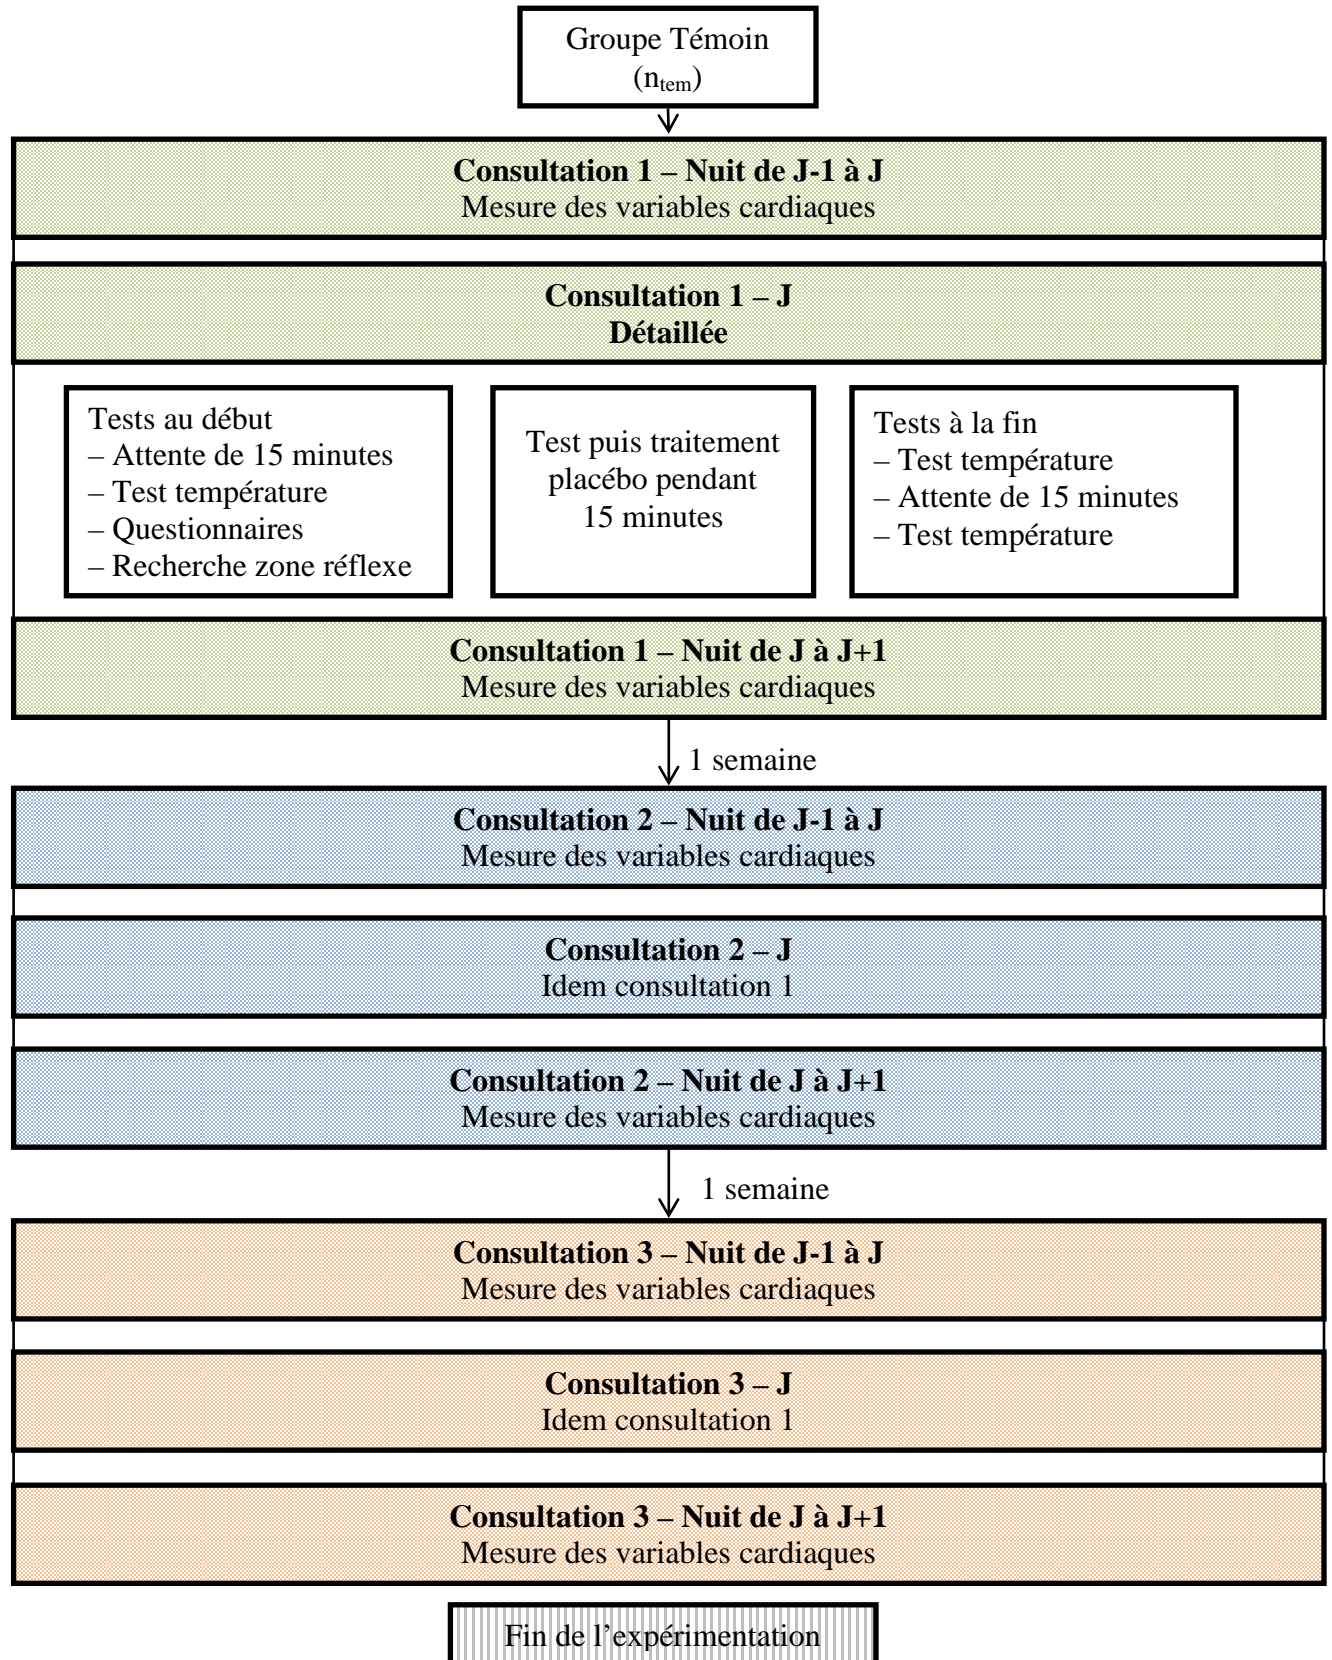 Groupe Témoin
(ntem)
Consultation 1 – Nuit de J-1 à J
Mesure des variables cardiaques
Consultation 1 – J
Détaillée
Tests au début
– Attente de 15 minutes
– Test température
– Questionnaires
– Recherche zone réflexe
Test puis traitement
placébo pendant
15 minutes
Tests à la fin
– Test température
– Attente de 15 minutes
– Test température
Consultation 1 – Nuit de J à J+1
Mesure des variables cardiaques
1 semaine
Consultation 2 – Nuit de J-1 à J
Mesure des variables cardiaques
Consultation 2 – J
Idem consultation 1
Consultation 2 – Nuit de J à J+1
Mesure des variables cardiaques
1 semaine
Consultation 3 – Nuit de J-1 à J
Mesure des variables cardiaques
Consultation 3 – J
Idem consultation 1
Consultation 3 – Nuit de J à J+1
Mesure des variables cardiaques
Fin de l’expérimentation